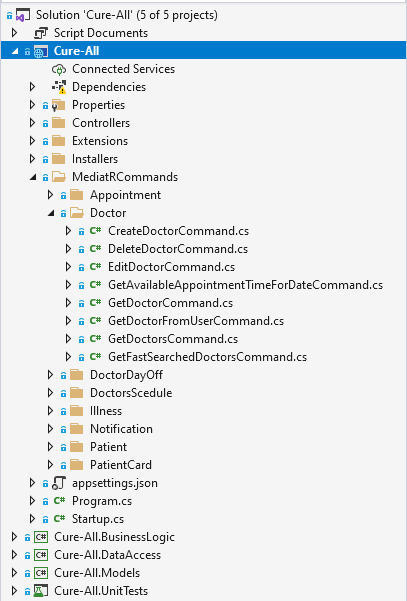 Solution 'Cure-All' (5 of 5 projects)
Script Documents
Cure-All
Connected Services
Dependencies
Properties
Controllers
Extensions
Installers
MediatRCommands
Appointment
Doctor
C# CreateDoctorCommand.cs
C# DeleteDoctorCommand.cs
C# EditDoctorCommand.cs
C# GetAvailableAppointmentTimeForDateCommand.cs
C# GetDoctorCommand.cs
C# GetDoctorFromUserCommand.cs
C# GetDoctorsCommand.cs
C# GetFastSearchedDoctorsCommand.cs
DoctorDayOff
DoctorsScedule
Illness
Notification
Patient
PatientCard
appsettings.json
C# Program.cs
C# Startup.cs
C# Cure-All.BusinessLogic
C# Cure-All.DataAccess
C# Cure-All.Models
Cure-All.UnitTests